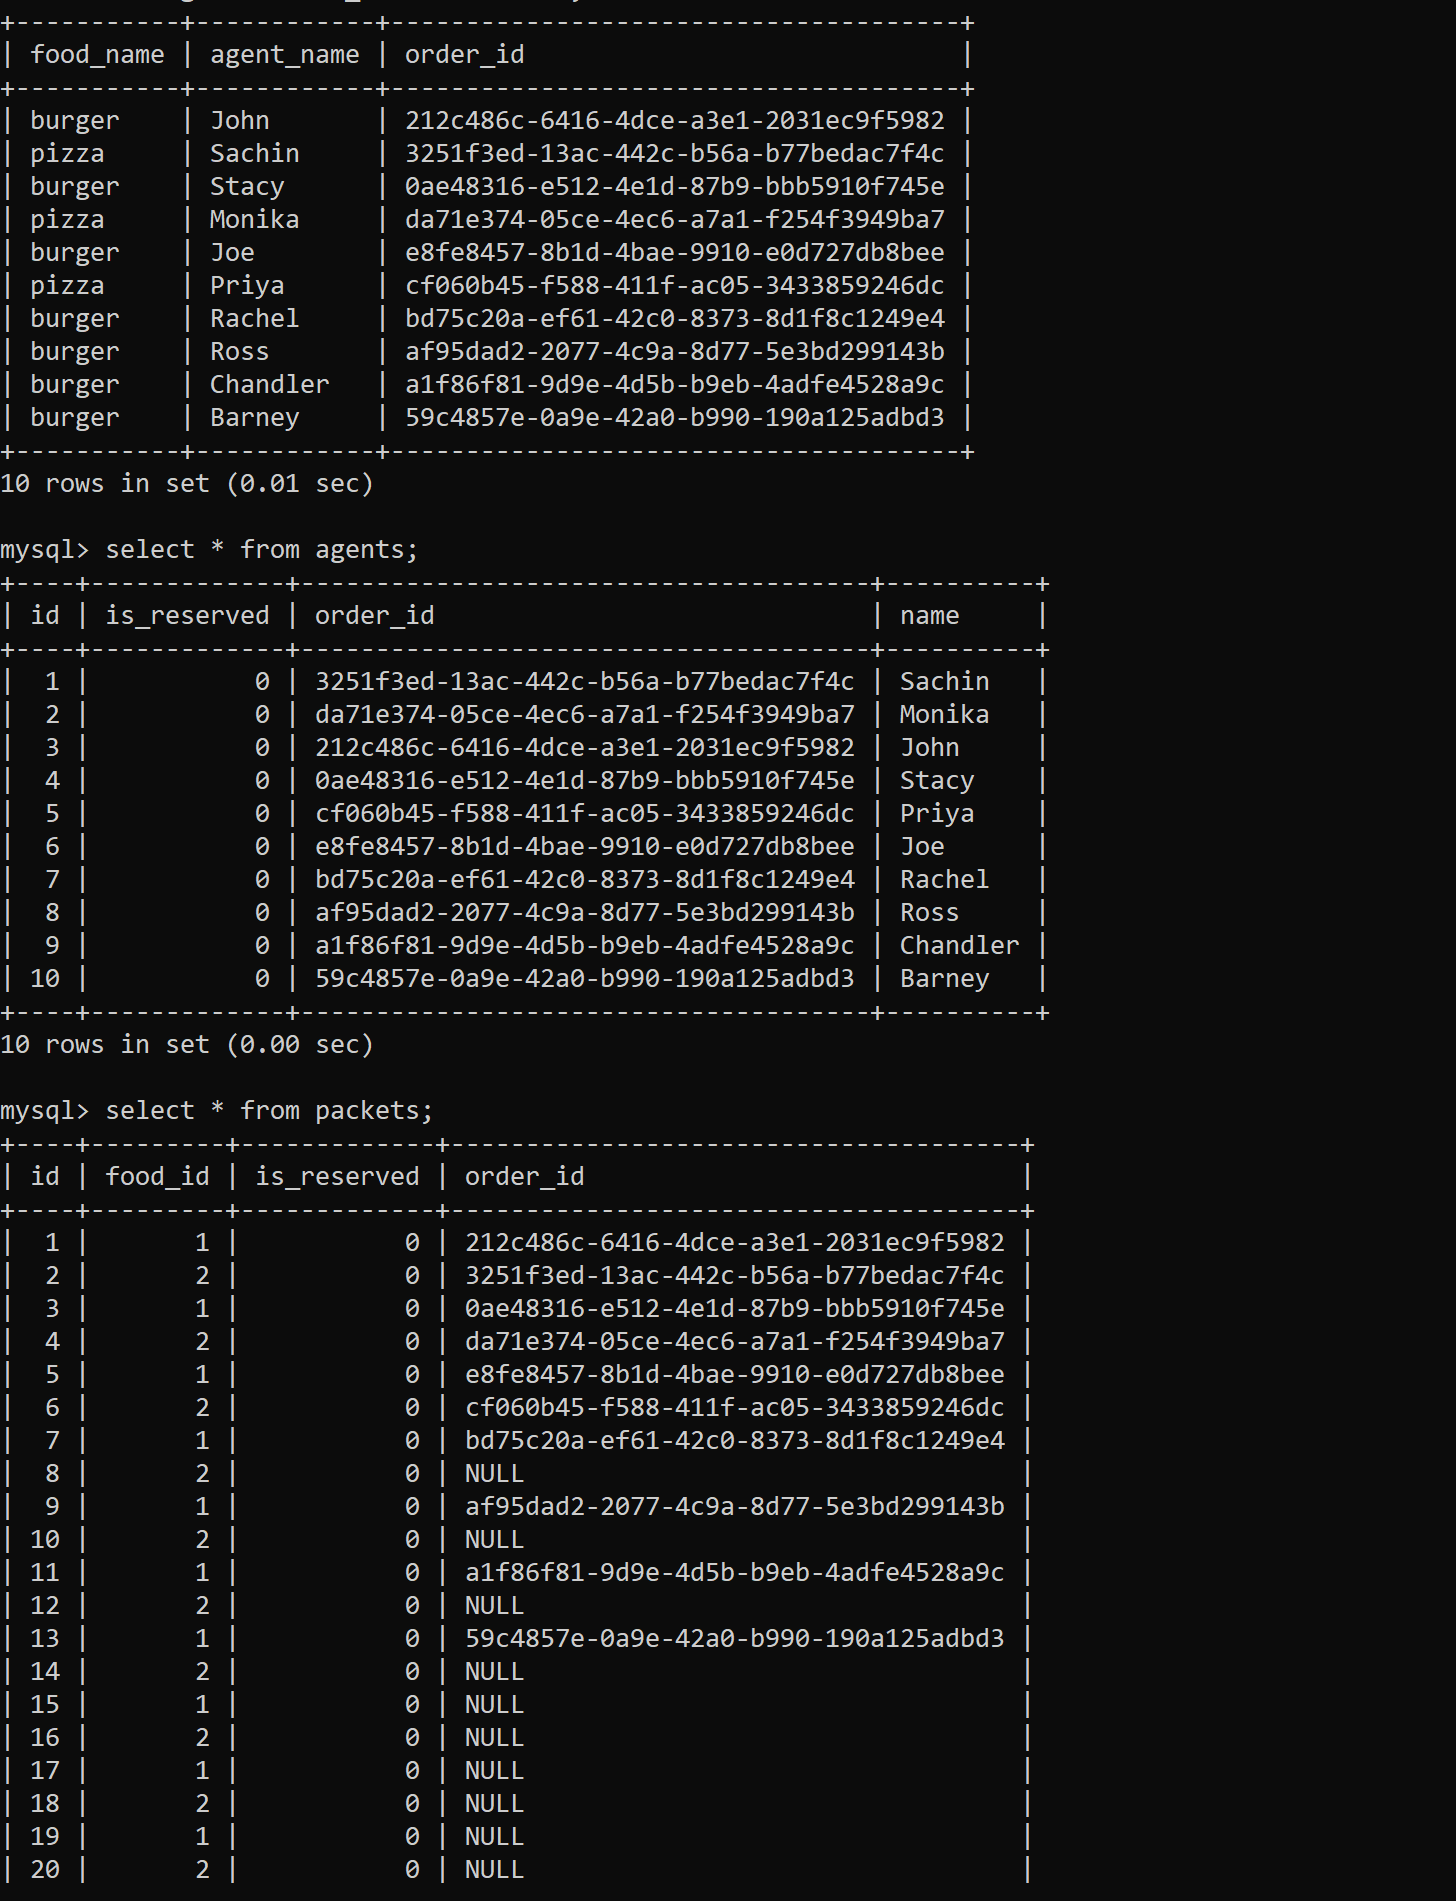 +-----------+------------+--------------------------------------+
| food_name | agent_name | order_id                             |
+-----------+------------+--------------------------------------+
| burger    | John       | 212c486c-6416-4dce-a3e1-2031ec9f5982 |
| pizza     | Sachin     | 3251f3ed-13ac-442c-b56a-b77bedac7f4c |
| burger    | Stacy      | 0ae48316-e512-4e1d-87b9-bbb5910f745e |
| pizza     | Monika     | da71e374-05ce-4ec6-a7a1-f254f3949ba7 |
| burger    | Joe        | e8fe8457-8b1d-4bae-9910-e0d727db8bee |
| pizza     | Priya      | cf060b45-f588-411f-ac05-3433859246dc |
| burger    | Rachel     | bd75c20a-ef61-42c0-8373-8d1f8c1249e4 |
| burger    | Ross       | af95dad2-2077-4c9a-8d77-5e3bd299143b |
| burger    | Chandler   | a1f86f81-9d9e-4d5b-b9eb-4adfe4528a9c |
| burger    | Barney     | 59c4857e-0a9e-42a0-b990-190a125adbd3 |
+-----------+------------+--------------------------------------+
10 rows in set (0.01 sec)
mysql> select * from agents;
+----+-------------+--------------------------------------+----------+
| id | is_reserved | order_id                             | name     |
+----+-------------+--------------------------------------+----------+
|  1 |           0 | 3251f3ed-13ac-442c-b56a-b77bedac7f4c | Sachin   |
|  2 |           0 | da71e374-05ce-4ec6-a7a1-f254f3949ba7 | Monika   |
|  3 |           0 | 212c486c-6416-4dce-a3e1-2031ec9f5982 | John     |
|  4 |           0 | 0ae48316-e512-4e1d-87b9-bbb5910f745e | Stacy    |
|  5 |           0 | cf060b45-f588-411f-ac05-3433859246dc | Priya    |
|  6 |           0 | e8fe8457-8b1d-4bae-9910-e0d727db8bee | Joe      |
|  7 |           0 | bd75c20a-ef61-42c0-8373-8d1f8c1249e4 | Rachel   |
|  8 |           0 | af95dad2-2077-4c9a-8d77-5e3bd299143b | Ross     |
|  9 |           0 | a1f86f81-9d9e-4d5b-b9eb-4adfe4528a9c | Chandler |
| 10 |           0 | 59c4857e-0a9e-42a0-b990-190a125adbd3 | Barney   |
+----+-------------+--------------------------------------+----------+
10 rows in set (0.00 sec)
mysql> select * from packets;
+----+---------+-------------+--------------------------------------+
| id | food_id | is_reserved | order_id                             |
+----+---------+-------------+--------------------------------------+
|  1 |       1 |           0 | 212c486c-6416-4dce-a3e1-2031ec9f5982 |
|  2 |       2 |           0 | 3251f3ed-13ac-442c-b56a-b77bedac7f4c |
|  3 |       1 |           0 | 0ae48316-e512-4e1d-87b9-bbb5910f745e |
|  4 |       2 |           0 | da71e374-05ce-4ec6-a7a1-f254f3949ba7 |
|  5 |       1 |           0 | e8fe8457-8b1d-4bae-9910-e0d727db8bee |
|  6 |       2 |           0 | cf060b45-f588-411f-ac05-3433859246dc |
|  7 |       1 |           0 | bd75c20a-ef61-42c0-8373-8d1f8c1249e4 |
|  8 |       2 |           0 | NULL                                 |
|  9 |       1 |           0 | af95dad2-2077-4c9a-8d77-5e3bd299143b |
| 10 |       2 |           0 | NULL                                 |
| 11 |       1 |           0 | a1f86f81-9d9e-4d5b-b9eb-4adfe4528a9c |
| 12 |       2 |           0 | NULL                                 |
| 13 |       1 |           0 | 59c4857e-0a9e-42a0-b990-190a125adbd3 |
| 14 |       2 |           0 | NULL                                 |
| 15 |       1 |           0 | NULL                                 |
| 16 |       2 |           0 | NULL                                 |
| 17 |       1 |           0 | NULL                                 |
| 18 |       2 |           0 | NULL                                 |
| 19 |       1 |           0 | NULL                                 |
| 20 |       2 |           0 | NULL                                 |